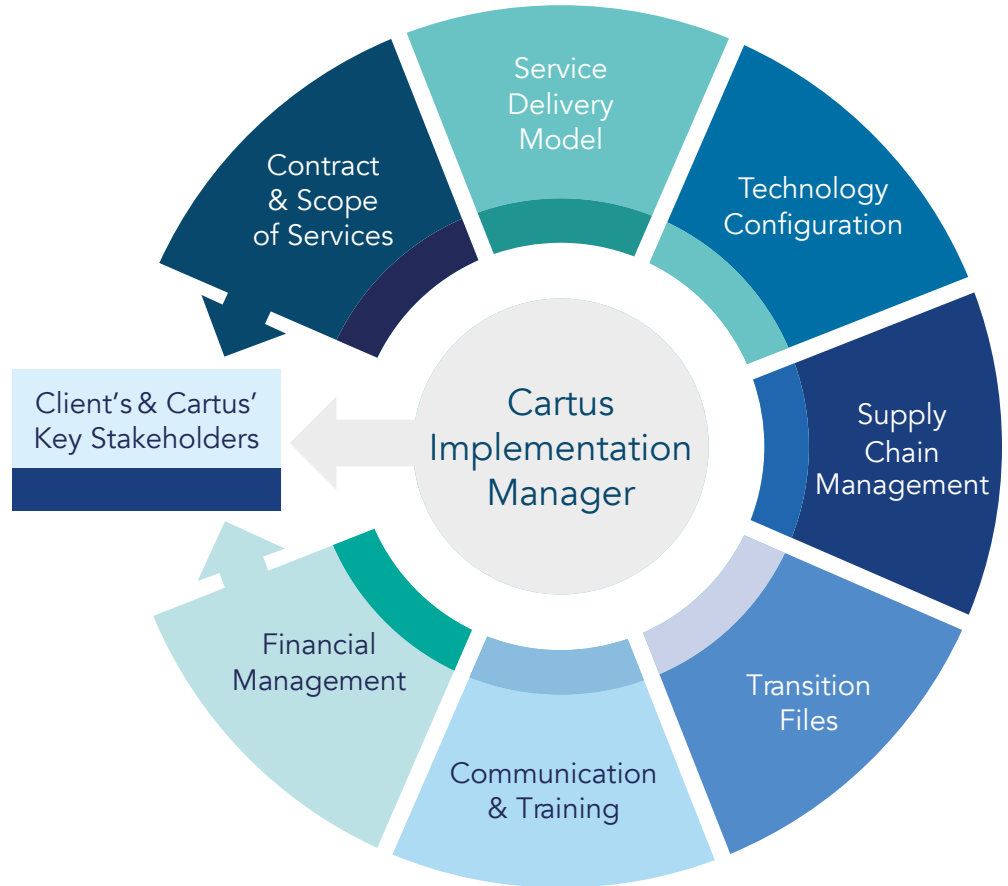 Service
Delivery
Model
Contract
& Scope
of Services
Technology
Configuration
Client's & Cartus’
Key Stakeholders
Cartus
Implementation
Manager
Supply
Chain
Management
Financial
Management
Transition
Files
Communication
& Training